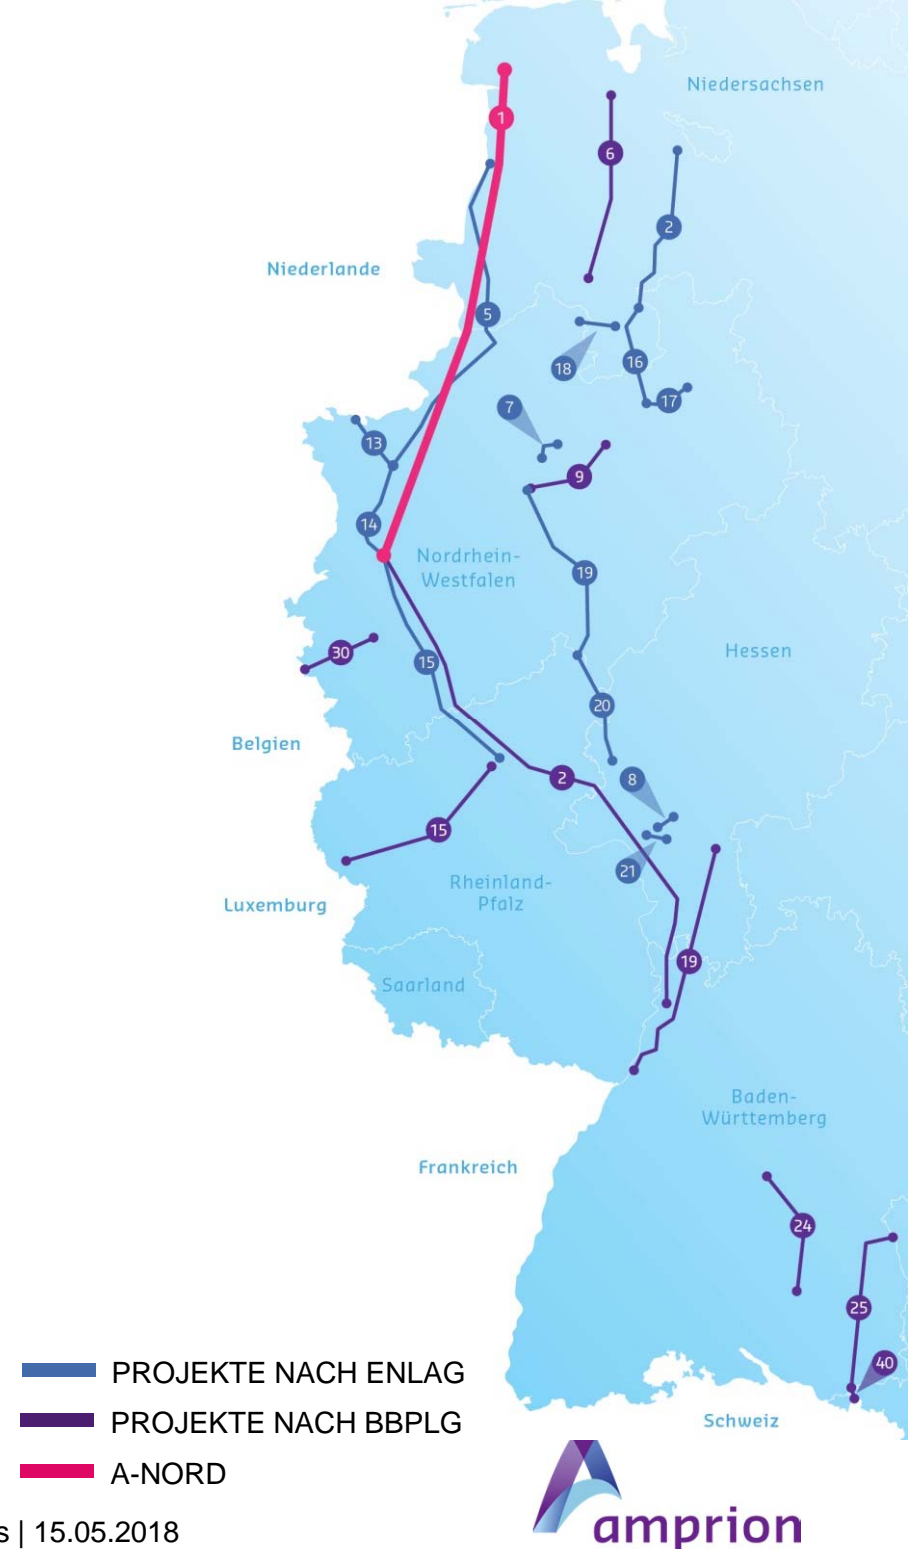 Niedersachsen
1
6
2
Niederlande
5
18
16
7
17
13
9
14
Nordrhein-
Westfalen
19
30
15
Hessen
20
Belgien
2
8
15
21
Rheinland-
Pfalz
Luxemburg
19
Saarland
Baden-
Württemberg
Frankreich
24
25
40
Schweiz
PROJEKTE NACH ENLAG
PROJEKTE NACH BBPLG
A-NORD
s | 15.05.2018
amprion